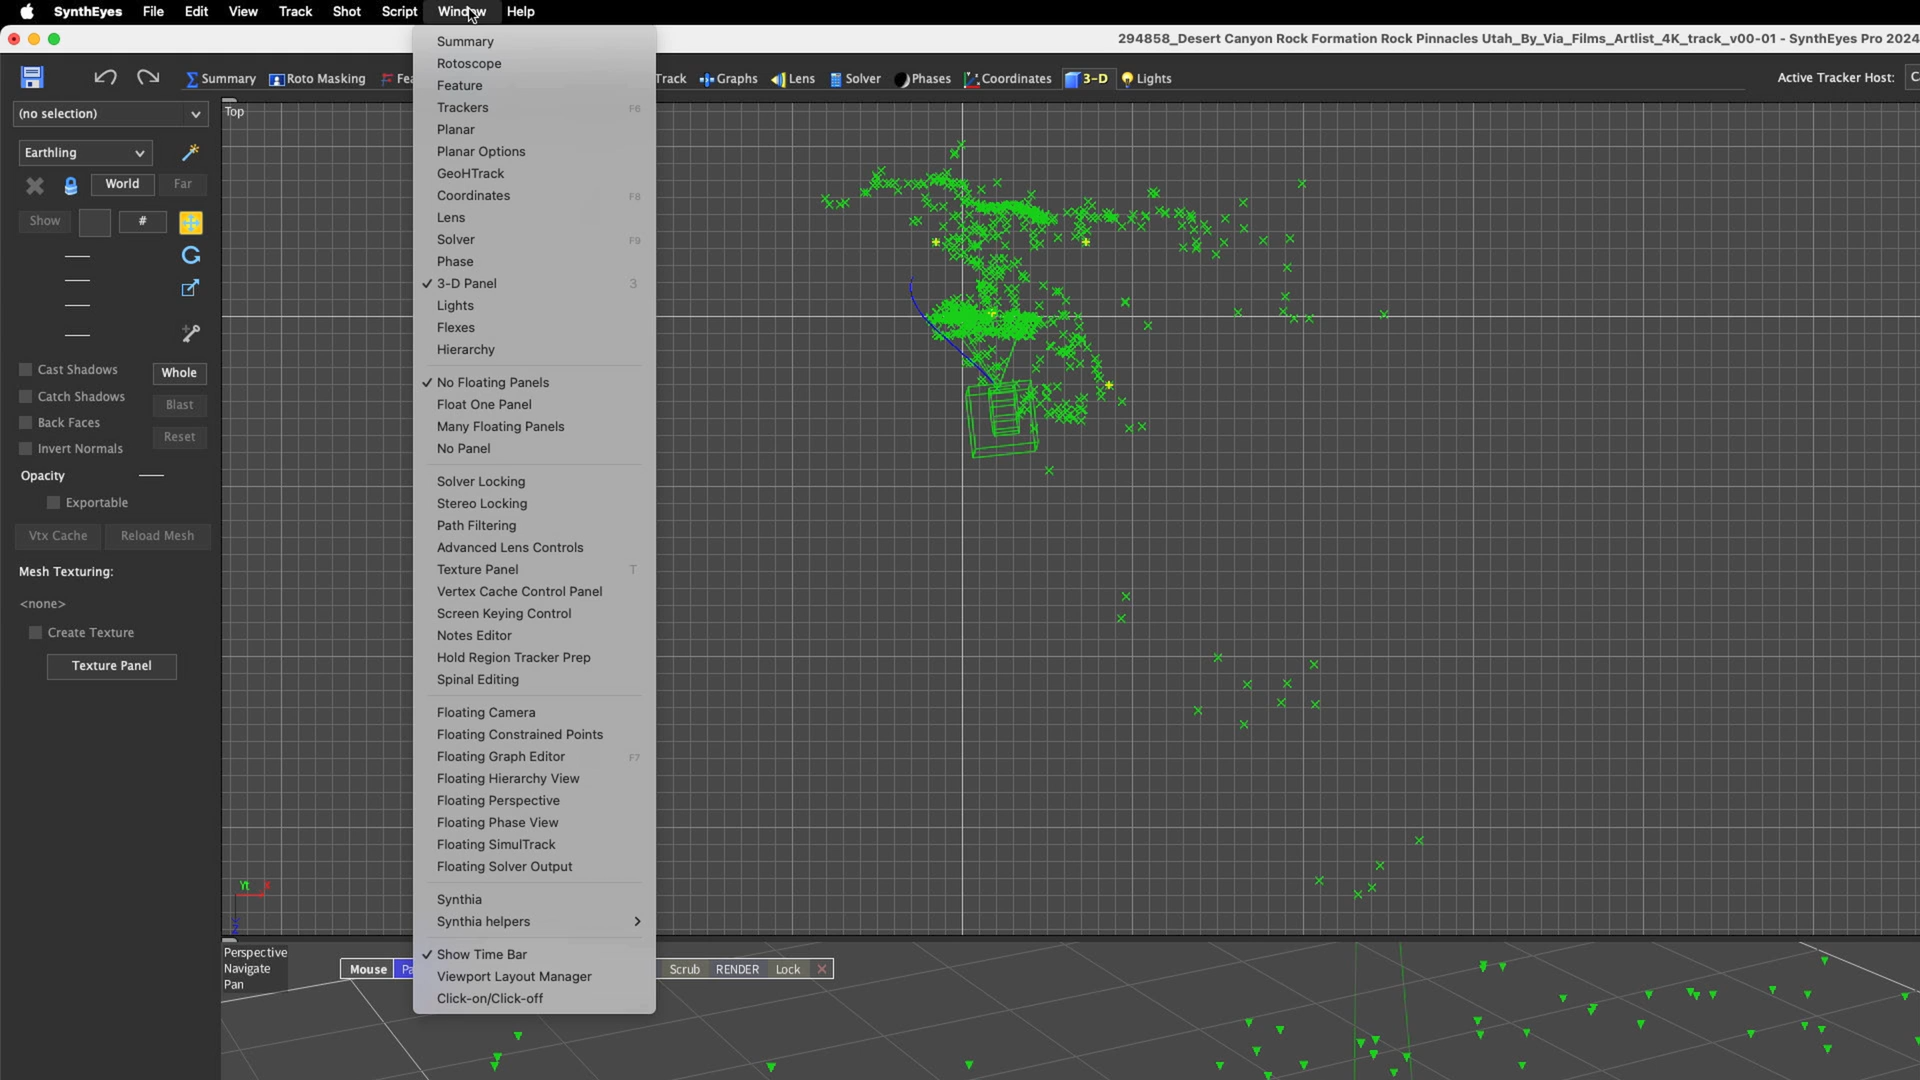 SynthEyes File Edit View Track Shot Script Window Help
294858_Desert Canyon Rock Formation Rock Pinnacles Utah_By_Via_Films_Artlist_4K_track_v00-01 - SynthEyes Pro 2024
Summary Roto Masking Fea Track Graphs Lens Solver Phases Coordinates 3-D Lights Active Tracker Host: C
(no selection)
Earthling
World Far
Show #
Cast Shadows Whole
Catch Shadows
Blast
Back Faces
Reset
Invert Normals
Opacity
Exportable
Vtx Cache Reload Mesh
Mesh Texturing:
<none>
Create Texture
Texture Panel
Summary
Rotoscope
Feature
Trackers F6
Planar
Planar Options
GeoHTrack
Coordinates F8
Lens
Solver F9
Phase
✓ 3-D Panel 3
Lights
Flexes
Hierarchy
✓ No Floating Panels
Float One Panel
Many Floating Panels
No Panel
Solver Locking
Stereo Locking
Path Filtering
Advanced Lens Controls
Texture Panel T
Vertex Cache Control Panel
Screen Keying Control
Notes Editor
Hold Region Tracker Prep
Spinal Editing
Floating Camera
Floating Constrained Points
Floating Graph Editor F7
Floating Hierarchy View
Floating Perspective
Floating Phase View
Floating SimulTrack
Floating Solver Output
Synthia
Synthia helpers
✓ Show Time Bar
Viewport Layout Manager
Click-on/Click-off
Top
Yt X
Z
Perspective
Navigate
Pan
Mouse Pa Scrub RENDER Lock X